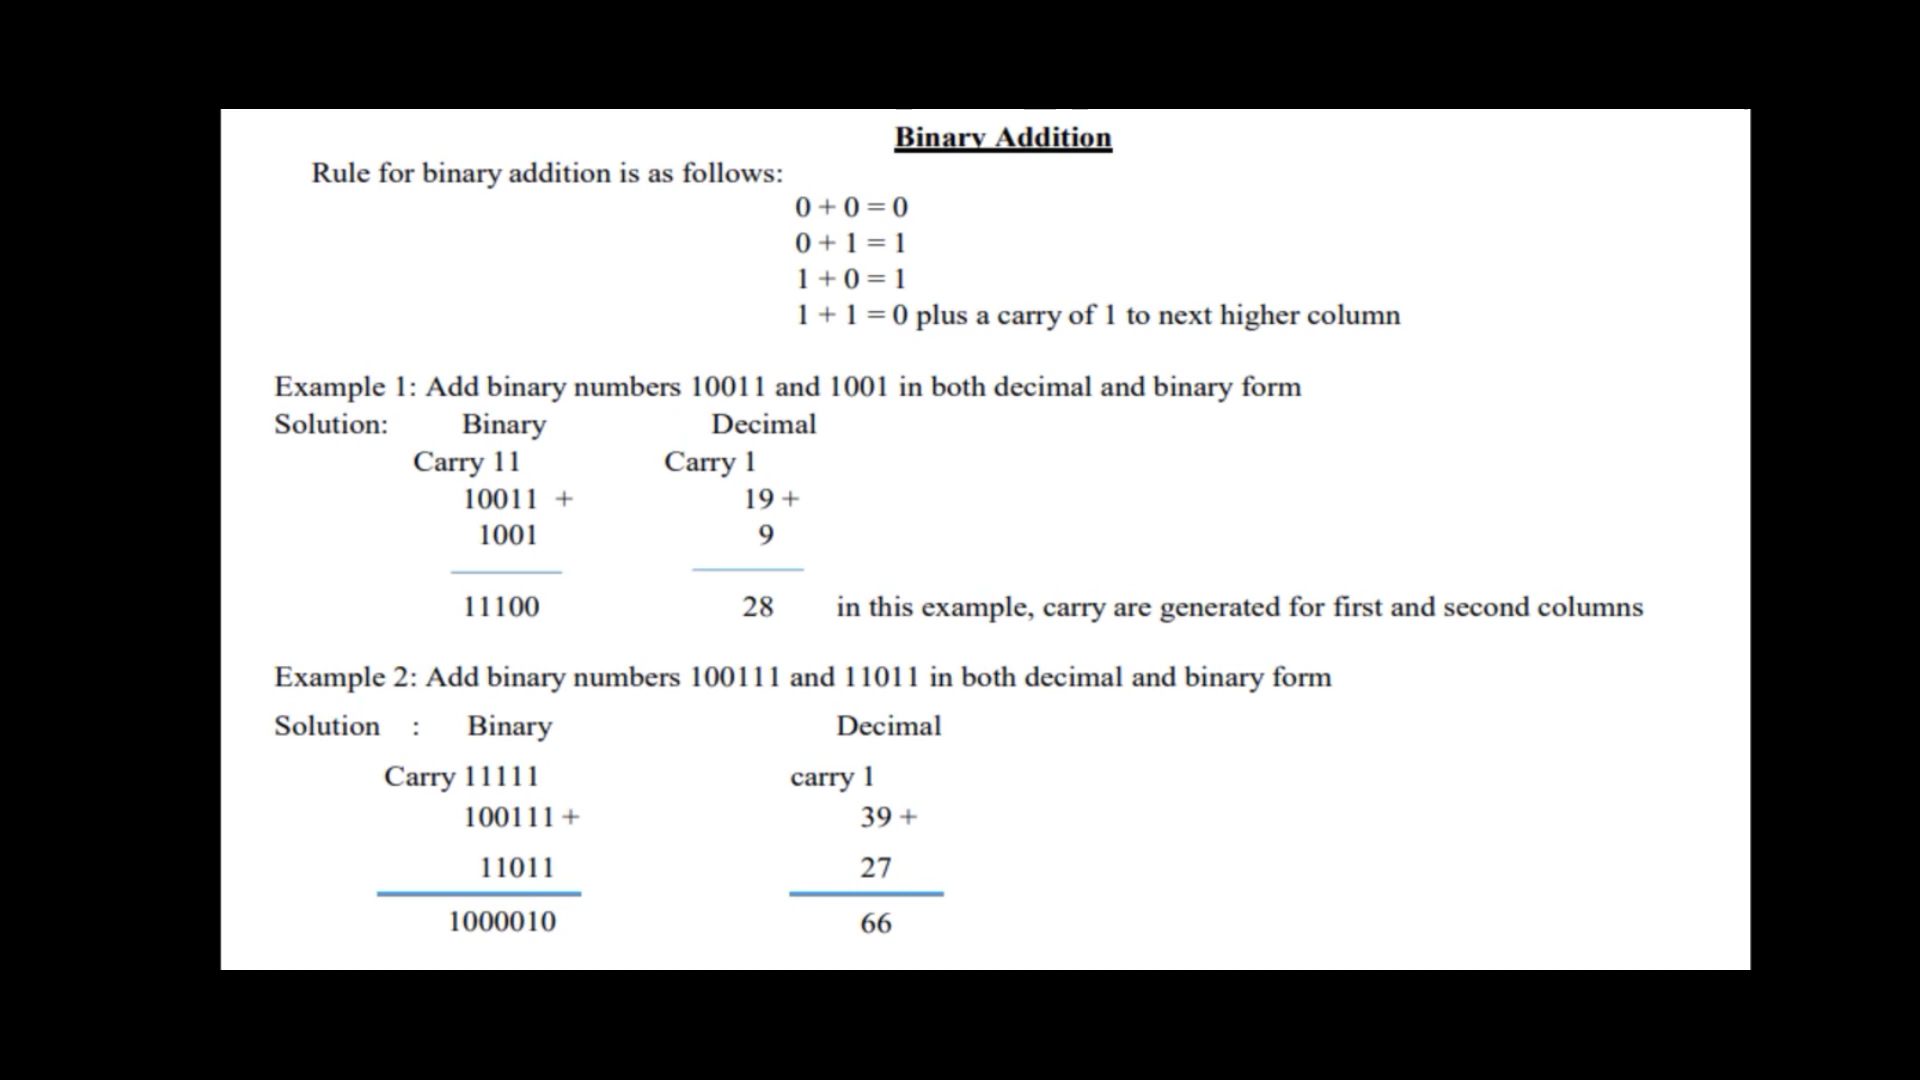 Binary Addition
Rule for binary addition is as follows:
0 + 0 = 0
0 + 1 = 1
1 + 0 = 1
1 + 1 = 0 plus a carry of 1 to next higher column
Example 1: Add binary numbers 10011 and 1001 in both decimal and binary form
Solution: Binary Decimal
Carry 11 Carry 1
10011 + 19 +
1001 9
11100 28 in this example, carry are generated for first and second columns
Example 2: Add binary numbers 100111 and 11011 in both decimal and binary form
Solution : Binary Decimal
Carry 11111 carry 1
100111 + 39 +
11011 27
1000010 66